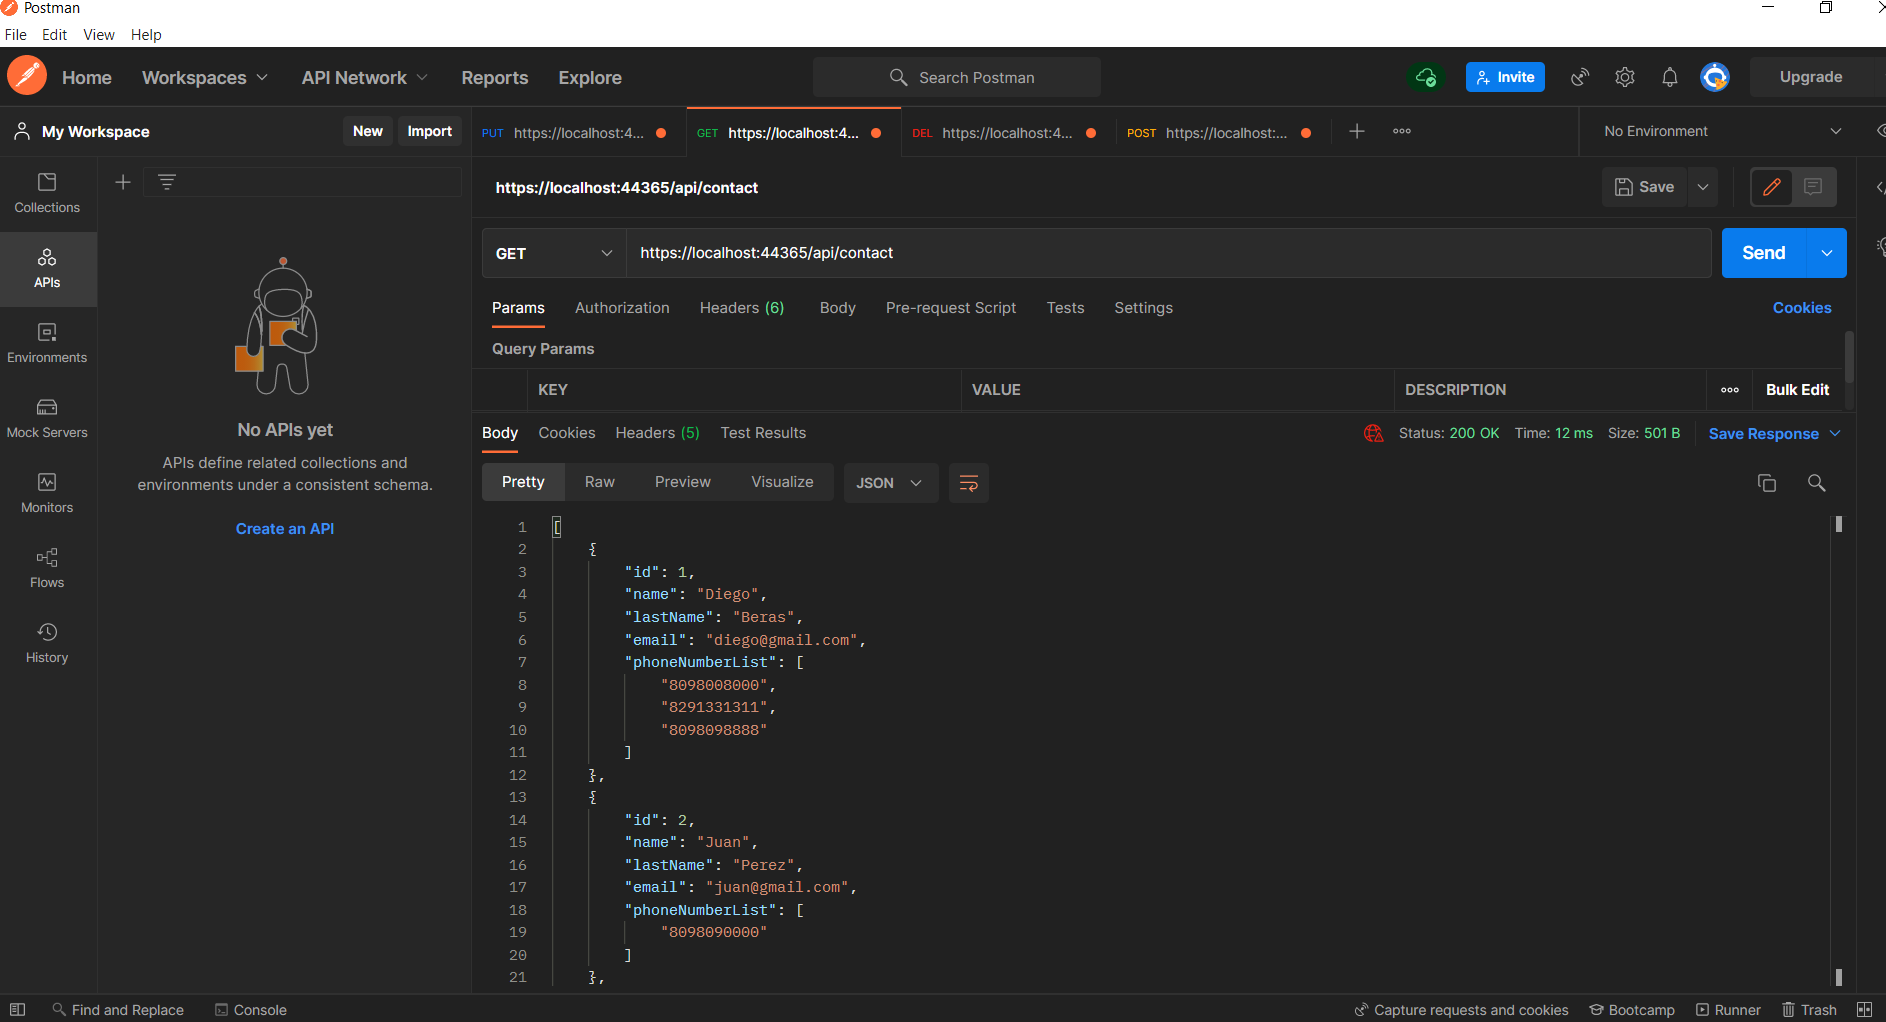 Postman
File Edit View Help
Home Workspaces API Network Reports Explore Search Postman Invite Upgrade
My Workspace New Import PUT https://localhost:4... GET https://localhost:4... DEL https://localhost:4... POST https://localhost:... No Environment
https://localhost:44365/api/contact Save
GET https://localhost:44365/api/contact Send
Params Authorization Headers (6) Body Pre-request Script Tests Settings Cookies
Query Params
KEY VALUE DESCRIPTION Bulk Edit
Body Cookies Headers (5) Test Results Status: 200 OK Time: 12 ms Size: 501 B Save Response
Pretty Raw Preview Visualize JSON
Collections
APIs
Environments
Mock Servers
Monitors
Flows
History
No APIs yet
APIs define related collections and
environments under a consistent schema.
Create an API
1 [
2 {
3 "id": 1,
4 "name": "Diego",
5 "lastName": "Beras",
6 "email": "diego@gmail.com",
7 "phoneNumberList": [
8 "8098008000",
9 "8291331311",
10 "8098098888"
11 ]
12 },
13 {
14 "id": 2,
15 "name": "Juan",
16 "lastName": "Perez",
17 "email": "juan@gmail.com",
18 "phoneNumberList": [
19 "8098090000"
20 ]
21 },
Find and Replace Console Capture requests and cookies Bootcamp Runner Trash